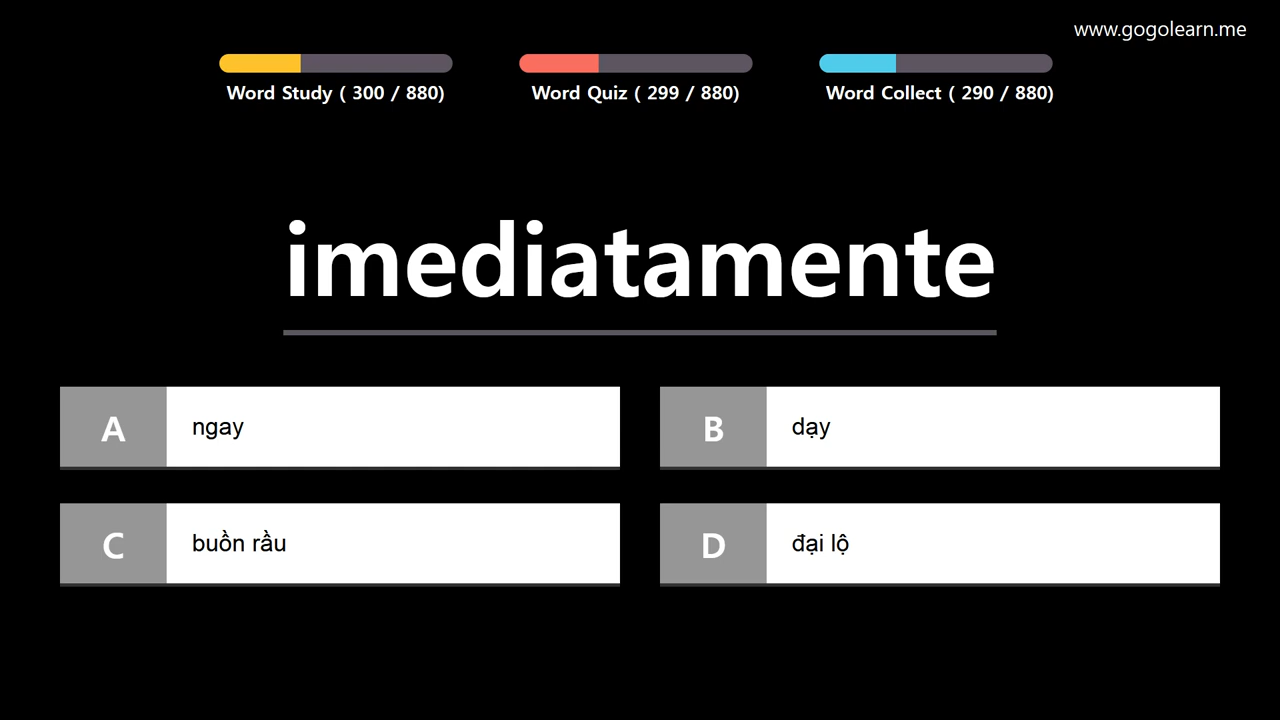 www.gogolearn.me
Word Study ( 300 / 880)
Word Quiz ( 299 / 880)
Word Collect ( 290 / 880)
imediatamente
A ngay
B dạy
C buồn rầu
D đại lộ